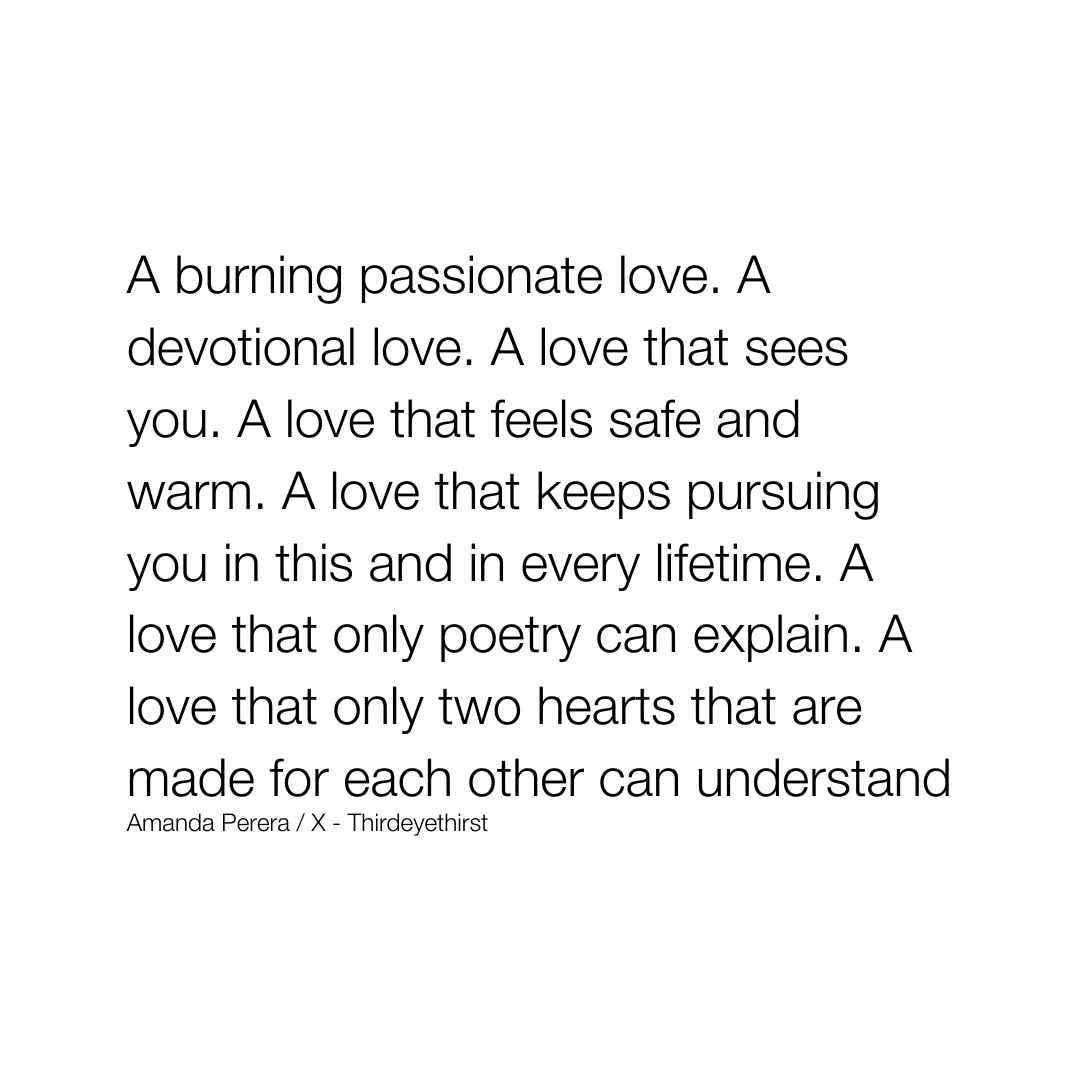 A burning passionate love. A
devotional love. A love that sees
you. A love that feels safe and
warm. A love that keeps pursuing
you in this and in every lifetime. A
love that only poetry can explain. A
love that only two hearts that are
made for each other can understand
Amanda Perera / X - Thirdeyethirst